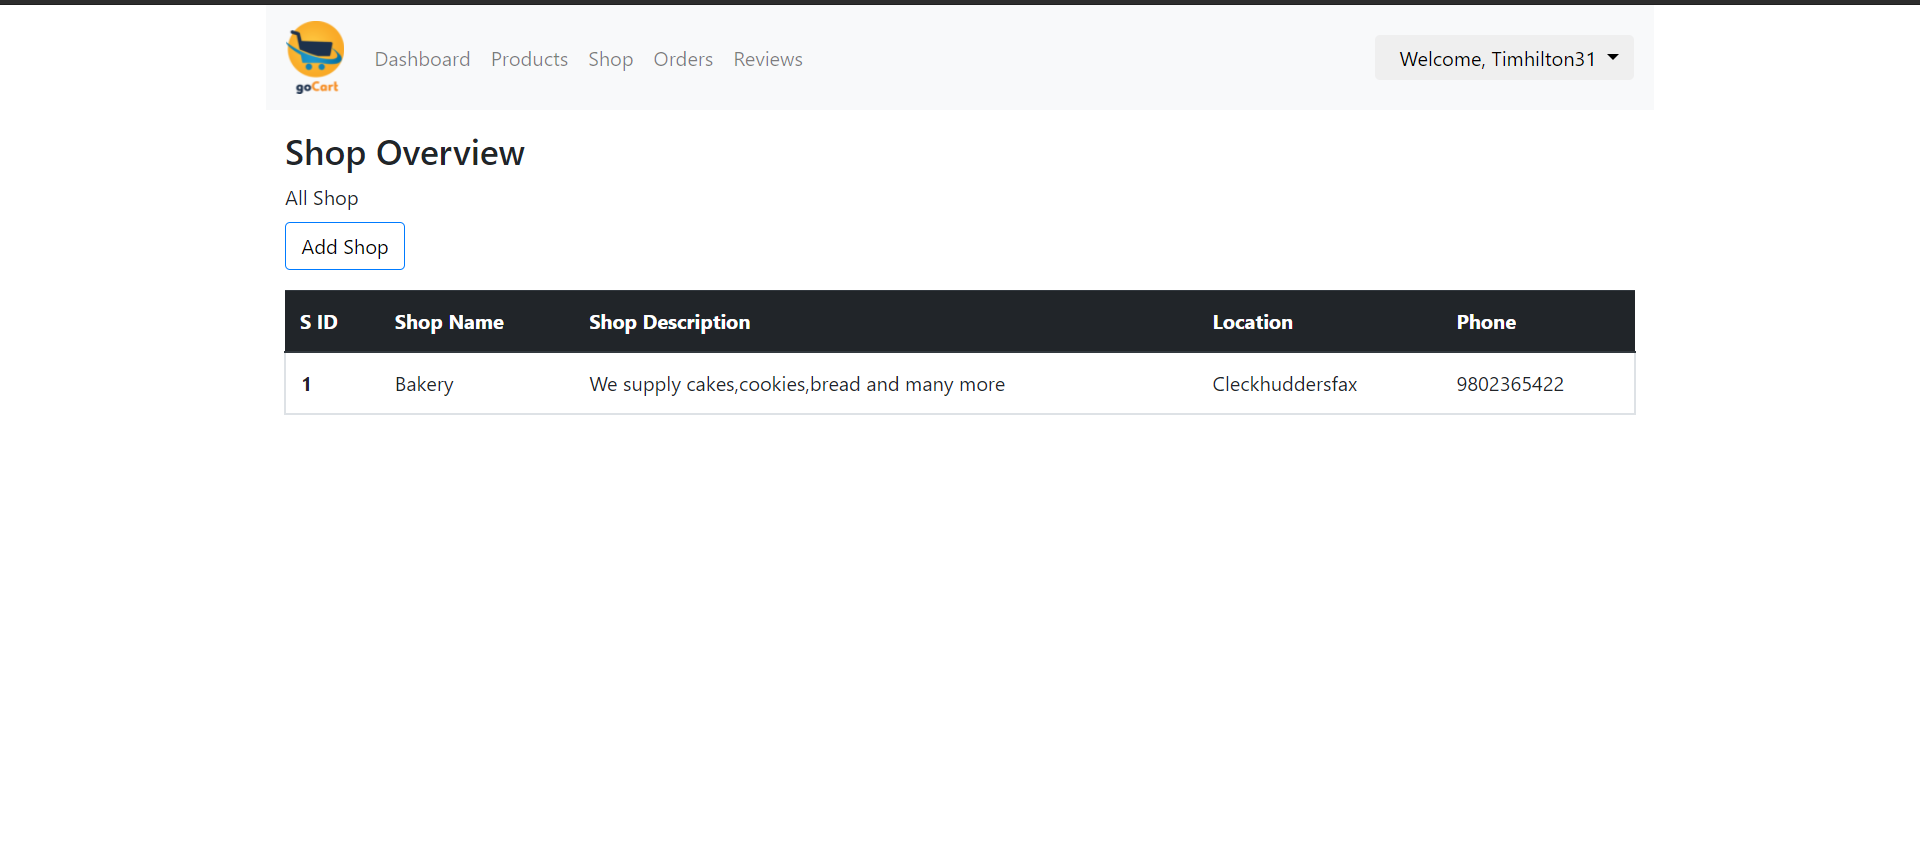 goCart
Dashboard Products Shop Orders Reviews
Welcome, Timhilton31
Shop Overview
All Shop
Add Shop
S ID Shop Name Shop Description Location Phone
1 Bakery We supply cakes,cookies,bread and many more Cleckhuddersfax 9802365422